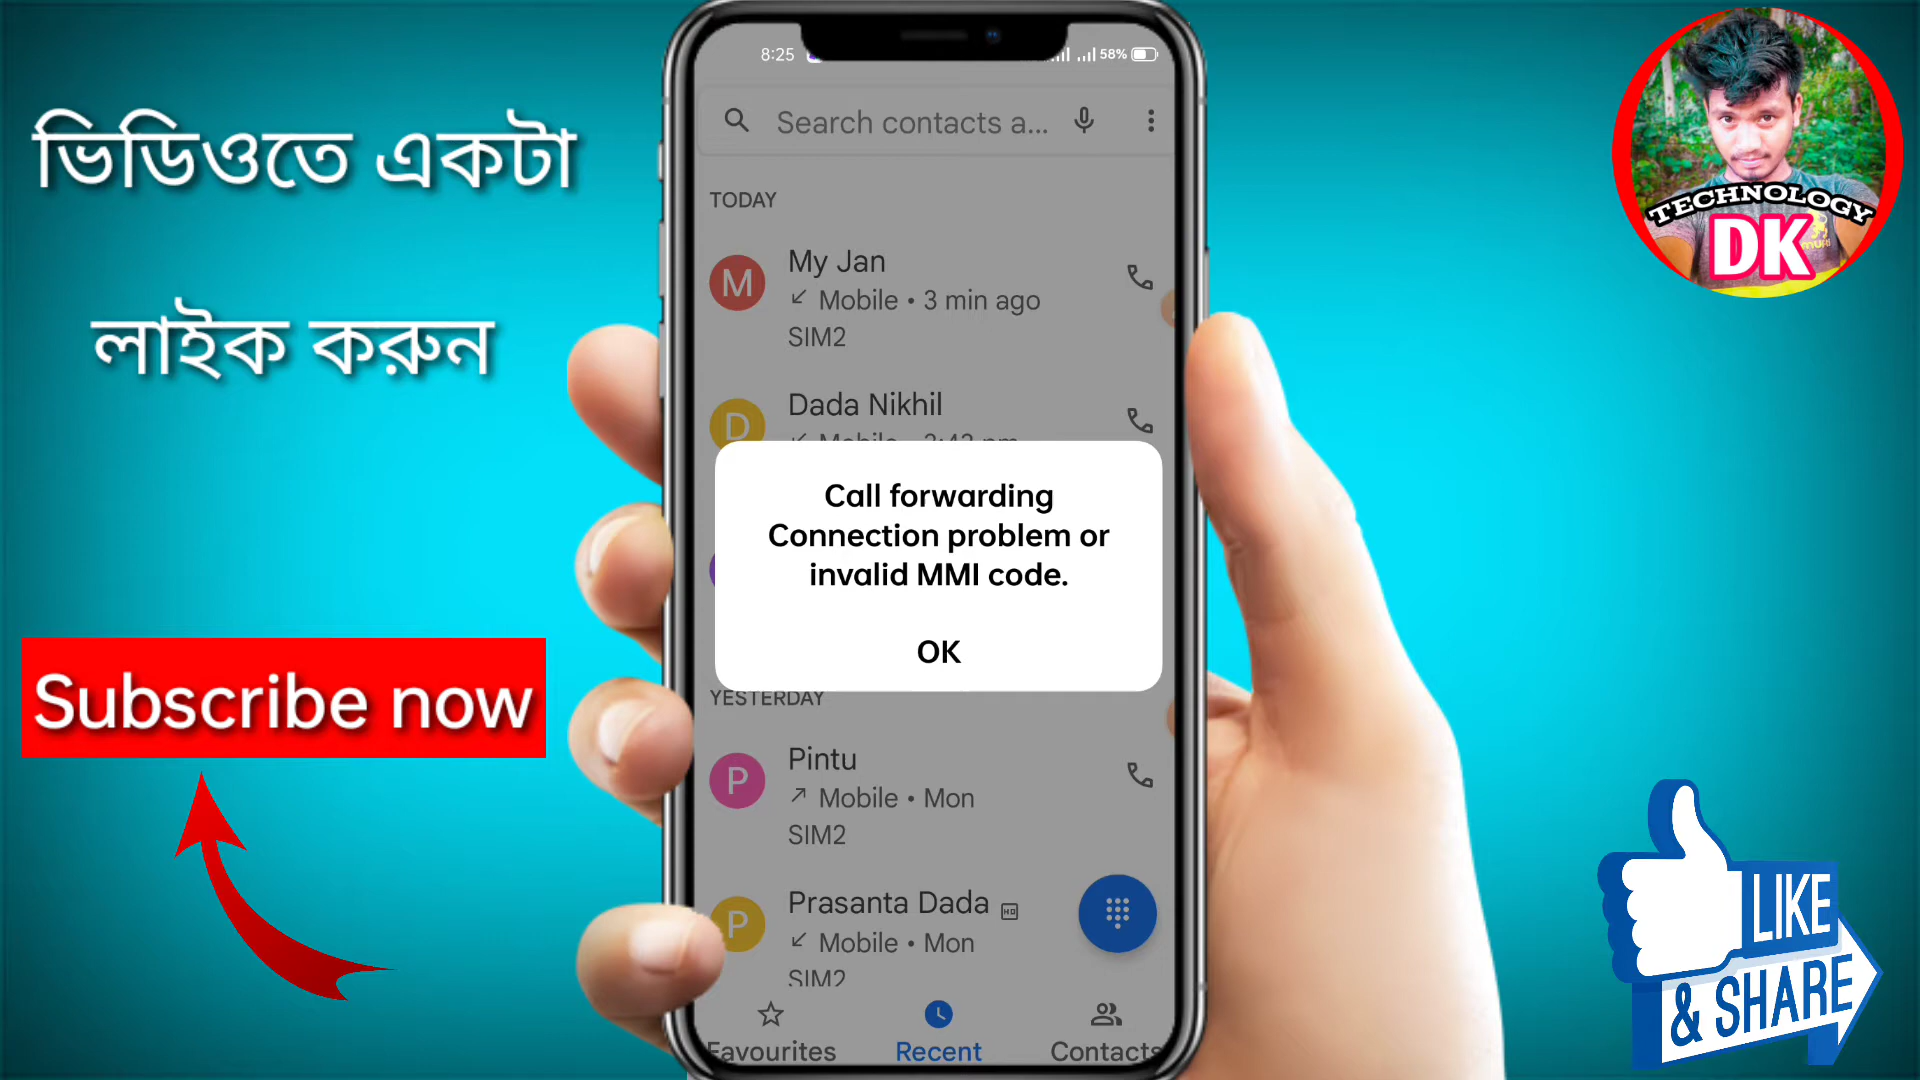 ভিডিওতে একটা
লাইক করুন
Subscribe now
8:25
58%
Search contacts a...
TODAY
M
My Jan
Mobile • 3 min ago
SIM2
D
Dada Nikhil
Call forwarding
Connection problem or
invalid MMI code.
OK
YESTERDAY
P
Pintu
Mobile • Mon
SIM2
P
Prasanta Dada HD
Mobile • Mon
SIM2
Favourites
Recent
Contacts
TECHNOLOGY
DK
LIKE
& SHARE